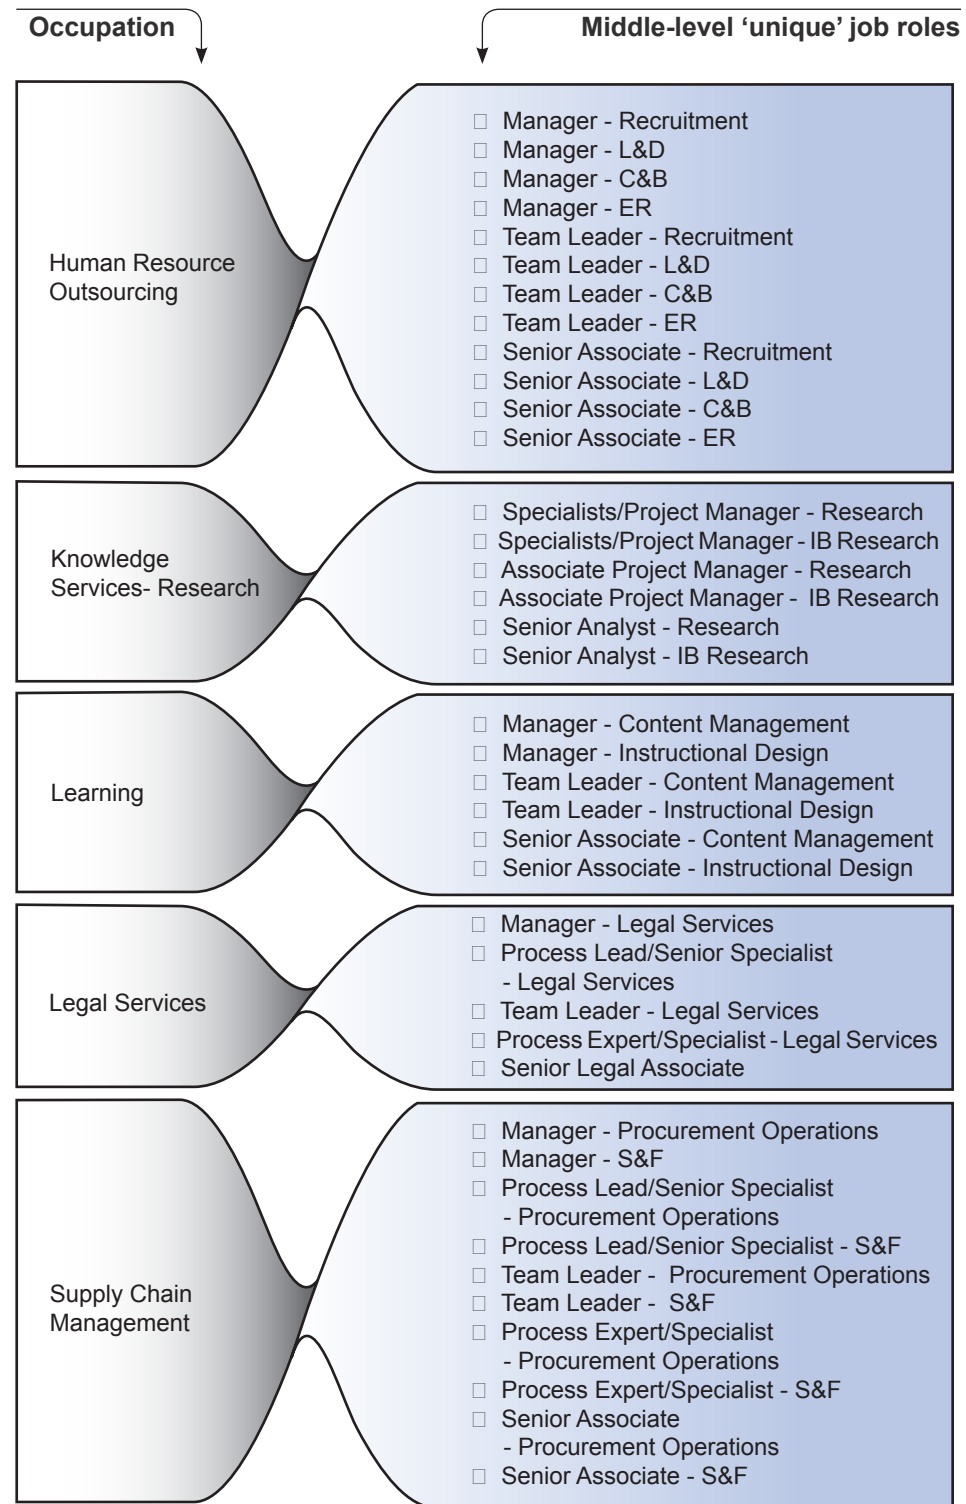 Occupation
Middle-level ‘unique’ job roles
Human Resource
Outsourcing
□ Manager - Recruitment
□ Manager - L&D
□ Manager - C&B
□ Manager - ER
□ Team Leader - Recruitment
□ Team Leader - L&D
□ Team Leader - C&B
□ Team Leader - ER
□ Senior Associate - Recruitment
□ Senior Associate - L&D
□ Senior Associate - C&B
□ Senior Associate - ER
Knowledge
Services- Research
□ Specialists/Project Manager - Research
□ Specialists/Project Manager - IB Research
□ Associate Project Manager - Research
□ Associate Project Manager - IB Research
□ Senior Analyst - Research
□ Senior Analyst - IB Research
Learning
□ Manager - Content Management
□ Manager - Instructional Design
□ Team Leader - Content Management
□ Team Leader - Instructional Design
□ Senior Associate - Content Management
□ Senior Associate - Instructional Design
Legal Services
□ Manager - Legal Services
□ Process Lead/Senior Specialist
- Legal Services
□ Team Leader - Legal Services
□ Process Expert/Specialist - Legal Services
□ Senior Legal Associate
Supply Chain
Management
□ Manager - Procurement Operations
□ Manager - S&F
□ Process Lead/Senior Specialist
- Procurement Operations
□ Process Lead/Senior Specialist - S&F
□ Team Leader - Procurement Operations
□ Team Leader - S&F
□ Process Expert/Specialist
- Procurement Operations
□ Process Expert/Specialist - S&F
□ Senior Associate
- Procurement Operations
□ Senior Associate - S&F